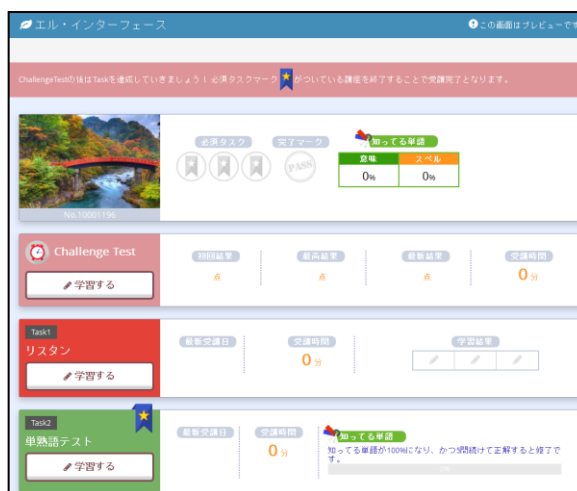 エル・インターフェース
この画面はプレビューです
ChallengeTestの後はTaskを達成していきましょう！ 必須タスクマーク がついている講座を終了することで受講完了となります。
必須タスク
完了マーク
知ってる単語
PASS
意味
スペル
0%
0%
No.10001196
Challenge Test
学習する
初回結果
最高結果
最新結果
受講時間
点
点
点
0 分
Task1
リスタン
学習する
最新受講日
受講時間
0 分
学習結果
Task2
単熟語テスト
学習する
最新受講日
受講時間
0 分
知ってる単語
知ってる単語が100%になり、かつ5問続けて正解すると修了です。
0%